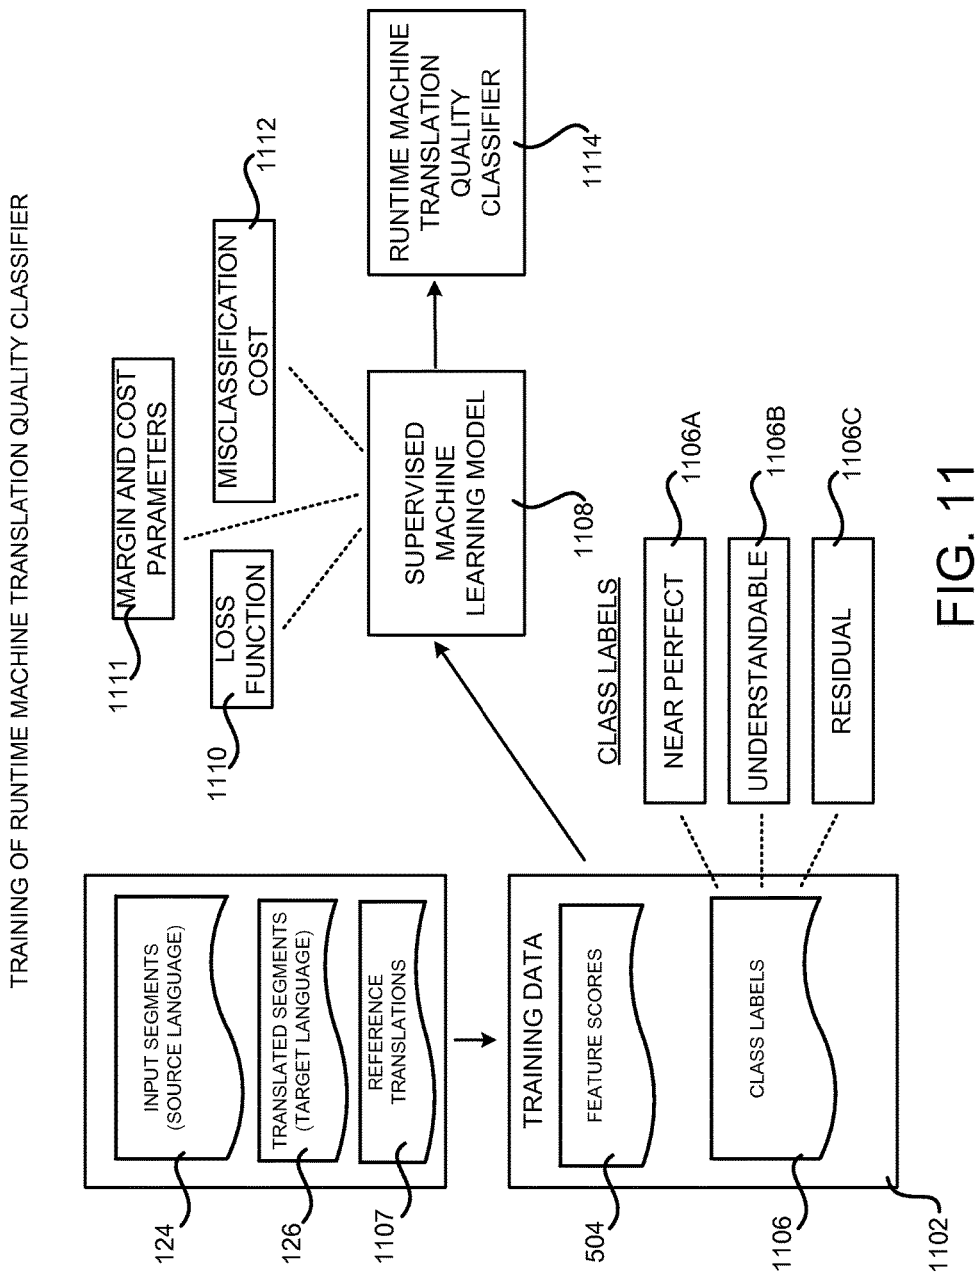 TRAINING OF RUNTIME MACHINE TRANSLATION QUALITY CLASSIFIER
INPUT SEGMENTS
(SOURCE LANGUAGE)
124
TRANSLATED SEGMENTS
(TARGET LANGUAGE)
126
REFERENCE
TRANSLATIONS
1107
TRAINING DATA
FEATURE SCORES
504
CLASS LABELS
1106
1102
MARGIN AND COST
PARAMETERS
1111
LOSS
FUNCTION
1110
MISCLASSIFICATION
COST
1112
SUPERVISED
MACHINE
LEARNING MODEL
1108
RUNTIME MACHINE
TRANSLATION
QUALITY
CLASSIFIER
1114
CLASS LABELS
NEAR PERFECT
1106A
UNDERSTANDABLE
1106B
RESIDUAL
1106C
FIG. 11